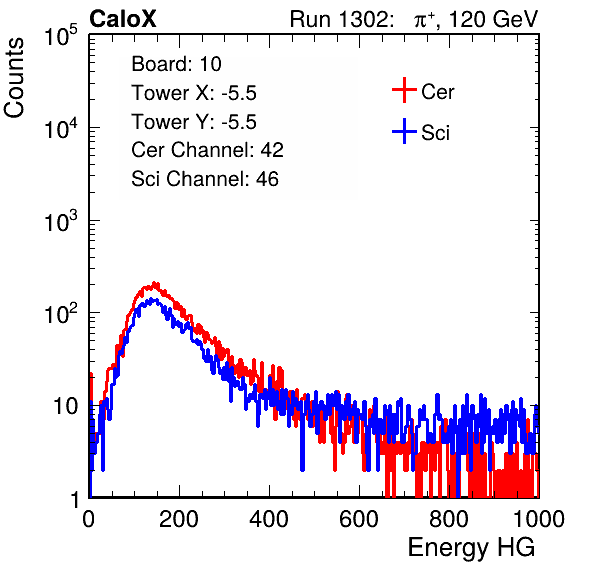 CaloX Run 1302: π⁺, 120 GeV
Board: 10
Tower X: -5.5
Tower Y: -5.5
Cer Channel: 42
Sci Channel: 46
Cer
Sci
Counts
10⁵
10⁴
10³
10²
10
1
0 200 400 600 800 1000
Energy HG